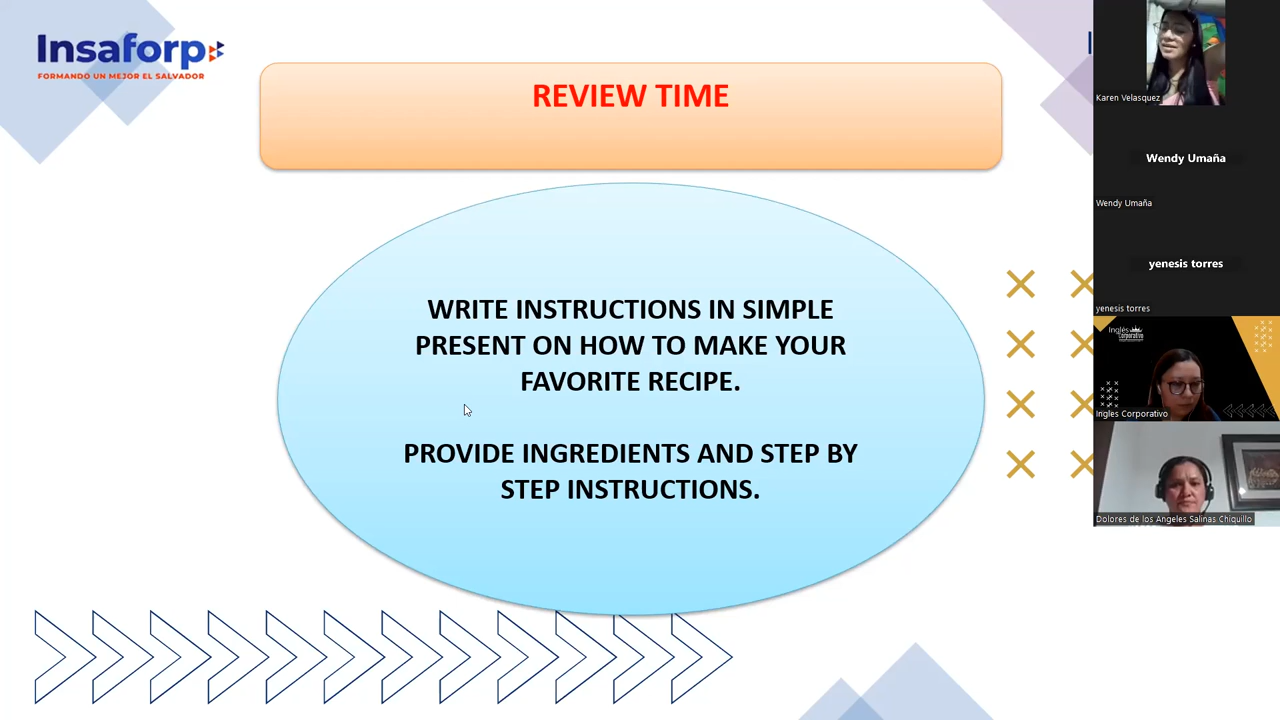 Insaforp
FORMANDO UN MEJOR EL SALVADOR
REVIEW TIME
WRITE INSTRUCTIONS IN SIMPLE
PRESENT ON HOW TO MAKE YOUR
FAVORITE RECIPE.
PROVIDE INGREDIENTS AND STEP BY
STEP INSTRUCTIONS.
Karen Velasquez
Wendy Umaña
Wendy Umaña
yenesis torres
yenesis torres
Inglés
Corporativo
Ingles Corporativo
Dolores de los Angeles Salinas Chiquillo